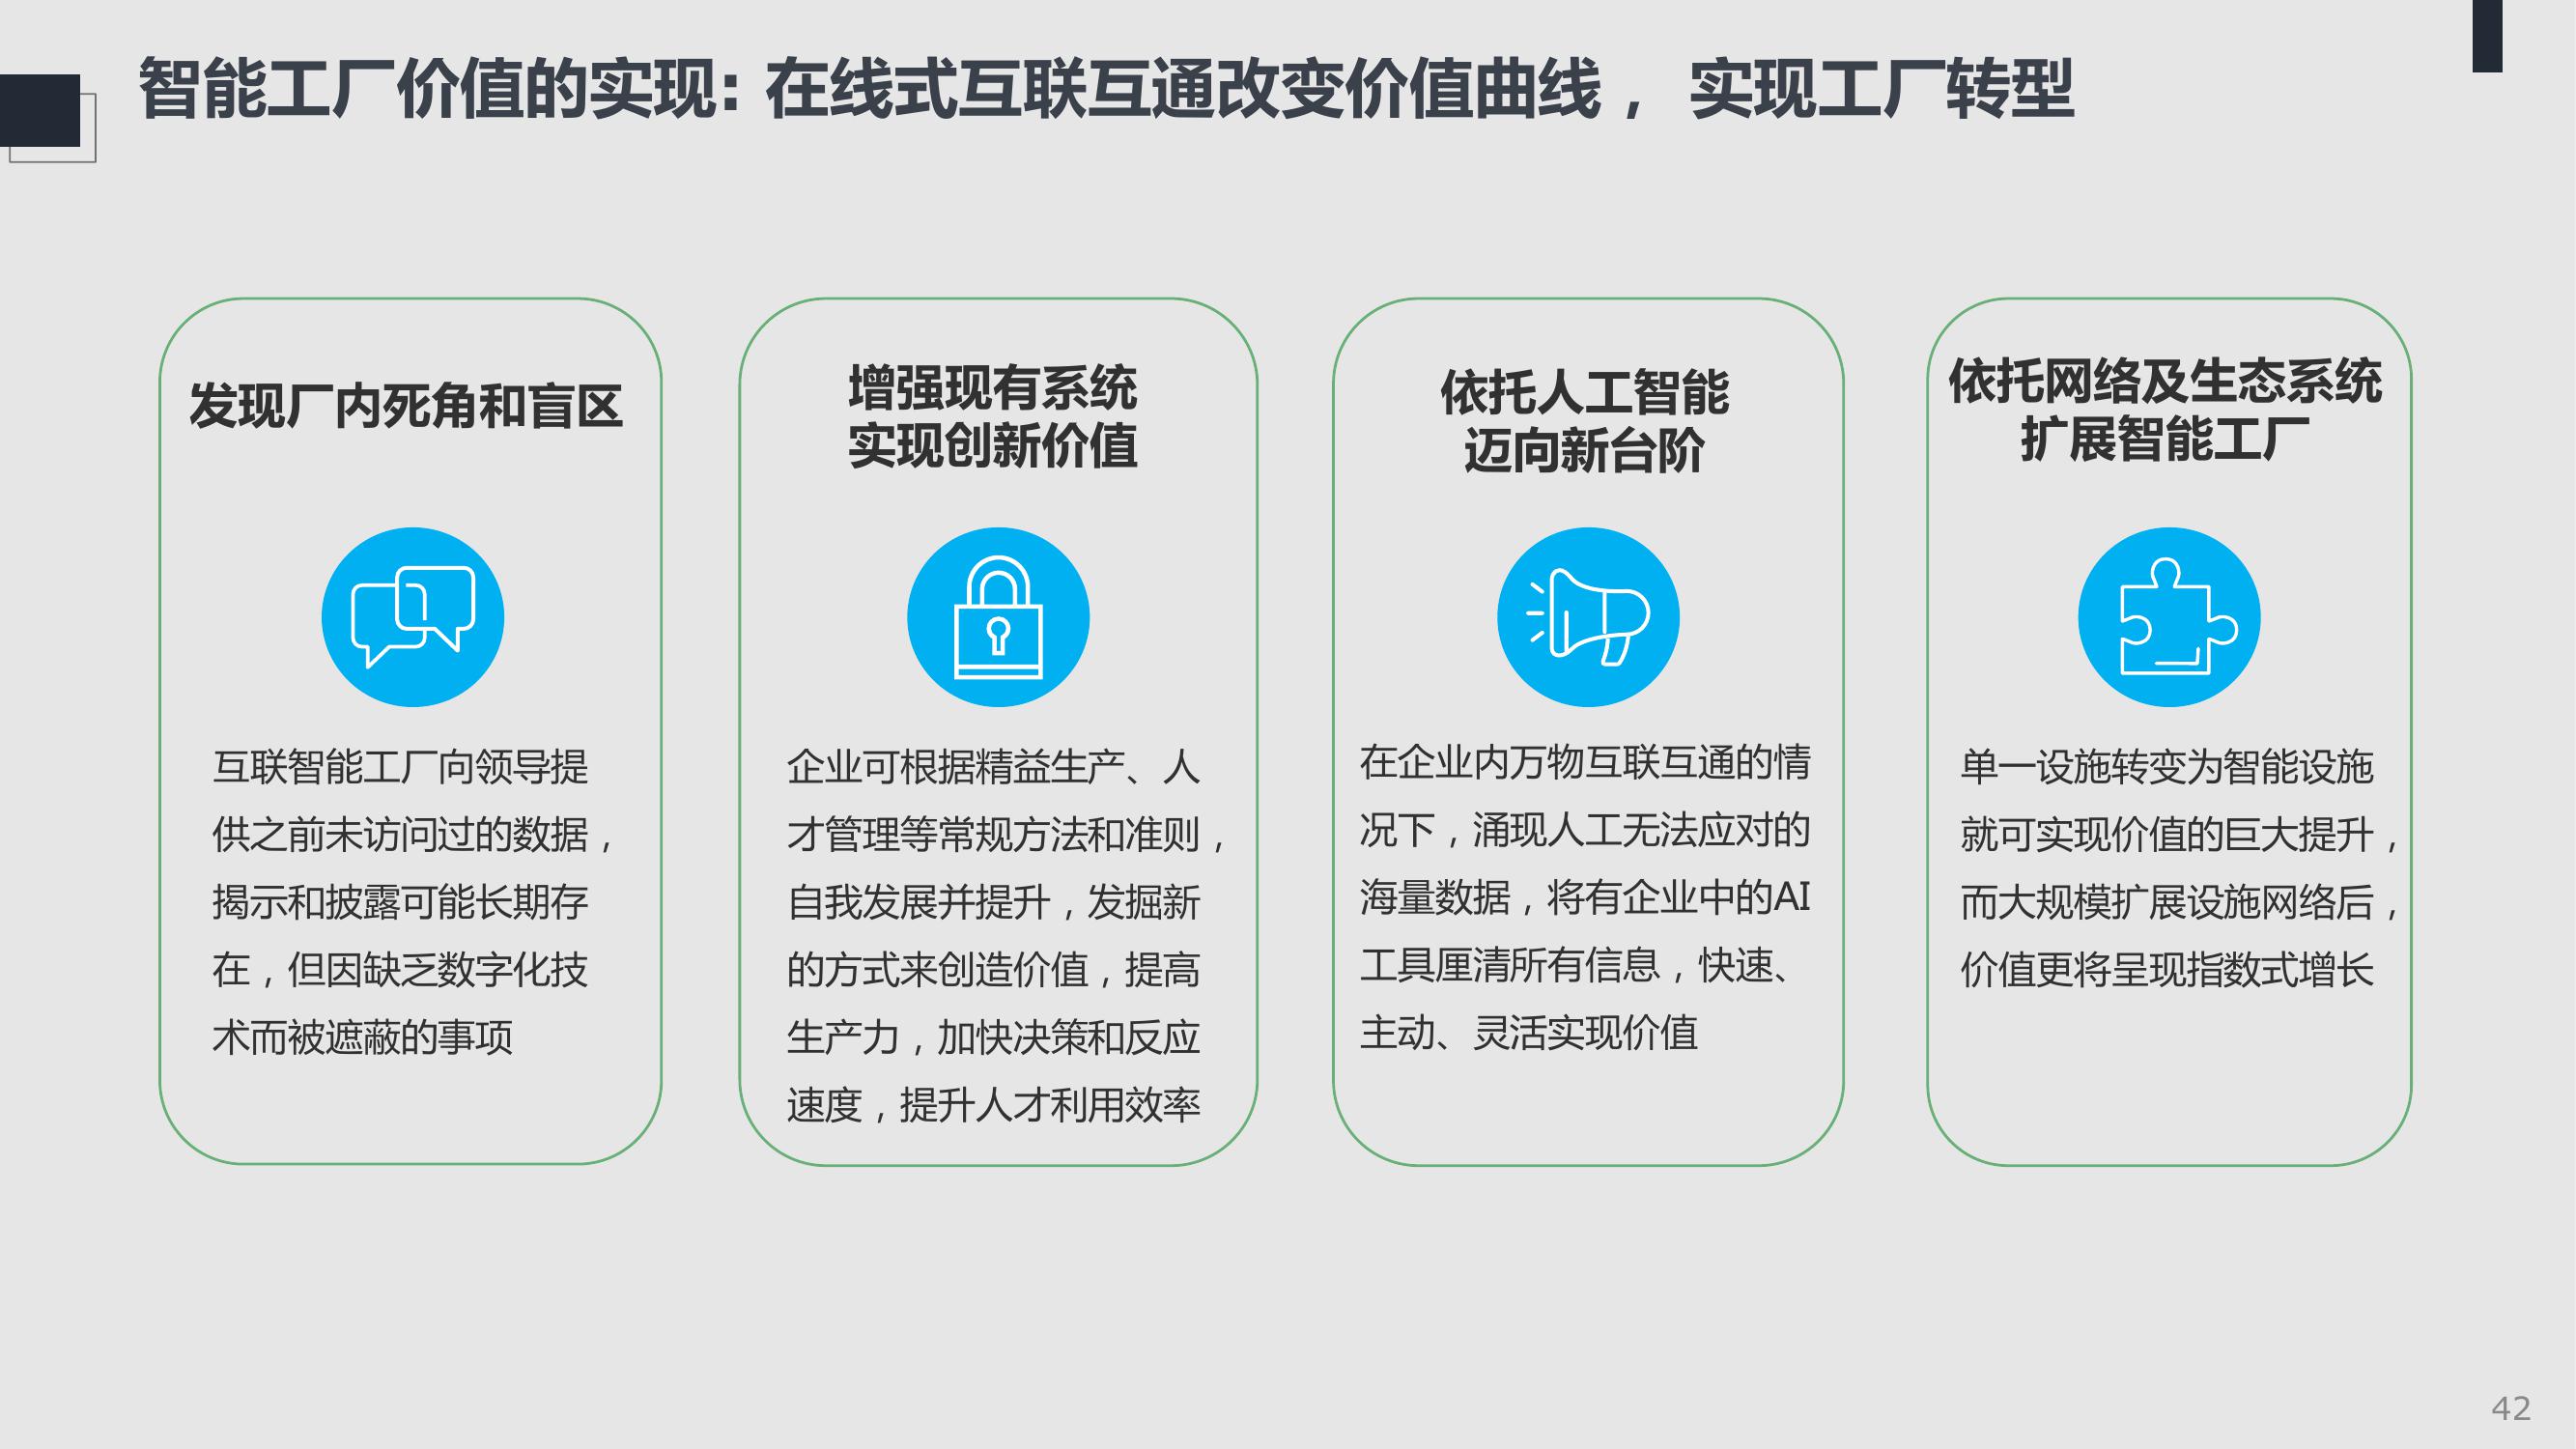 智能工厂价值的实现: 在线式互联互通改变价值曲线， 实现工厂转型
发现厂内死角和盲区
互联智能工厂向领导提
供之前未访问过的数据，
揭示和披露可能长期存
在，但因缺乏数字化技
术而被遮蔽的事项
增强现有系统
实现创新价值
企业可根据精益生产、人
才管理等常规方法和准则，
自我发展并提升，发掘新
的方式来创造价值，提高
生产力，加快决策和反应
速度，提升人才利用效率
依托人工智能
迈向新台阶
在企业内万物互联互通的情
况下，涌现人工无法应对的
海量数据，将有企业中的AI
工具厘清所有信息，快速、
主动、灵活实现价值
依托网络及生态系统
扩展智能工厂
单一设施转变为智能设施
就可实现价值的巨大提升，
而大规模扩展设施网络后，
价值更将呈现指数式增长
42